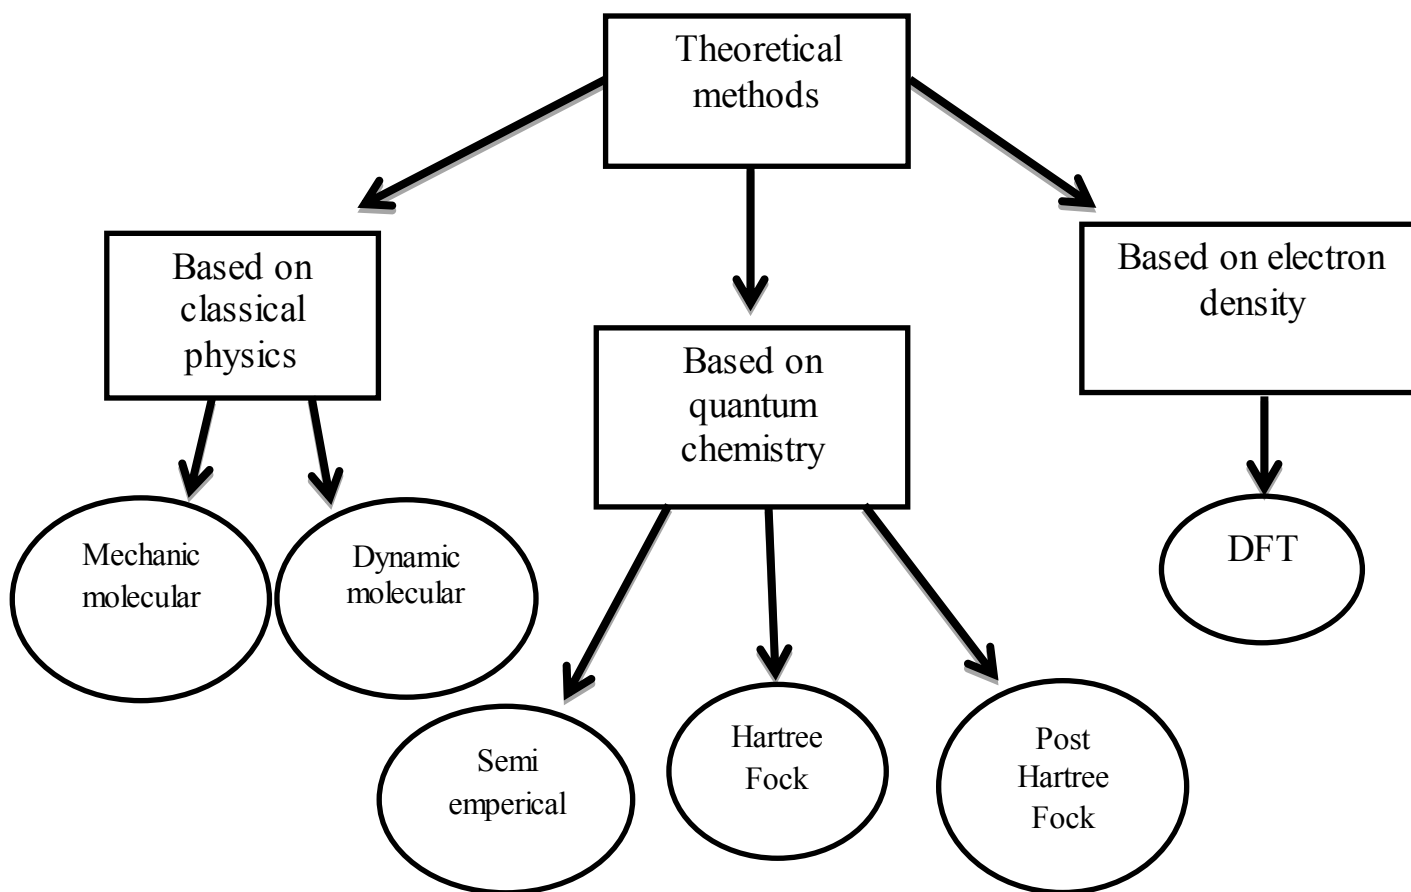 Theoretical
methods
Based on
classical
physics
Based on
quantum
chemistry
Based on electron
density
Mechanic
molecular
Dynamic
molecular
Semi
emperical
Hartree
Fock
Post
Hartree
Fock
DFT